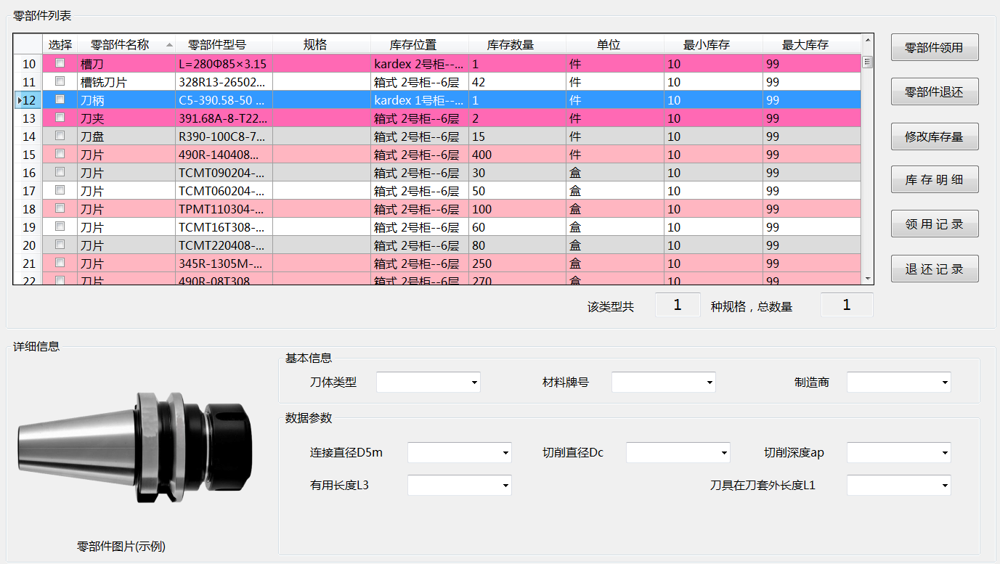 零部件列表
选择 零部件名称 零部件型号 规格 库存位置 库存数量 单位 最小库存 最大库存
10 槽刀 L=280Φ85×3.15 kardex 2号柜--... 1 件 10 99
11 槽铣刀片 328R13-26502... 箱式 2号柜--6层 42 件 10 99
12 刀柄 C5-390.58-50 ... kardex 1号柜--... 1 件 10 99
13 刀夹 391.68A-8-T22... 箱式 2号柜--6层 2 件 10 99
14 刀盘 R390-100C8-7... 箱式 2号柜--6层 15 件 10 99
15 刀片 490R-140408... 箱式 2号柜--6层 400 件 10 99
16 刀片 TCMT090204-... 箱式 2号柜--6层 30 盒 10 99
17 刀片 TCMT060204-... 箱式 2号柜--6层 50 盒 10 99
18 刀片 TPMT110304-... 箱式 2号柜--6层 100 盒 10 99
19 刀片 TCMT16T308-... 箱式 2号柜--6层 60 盒 10 99
20 刀片 TCMT220408-... 箱式 2号柜--6层 80 盒 10 99
21 刀片 345R-1305M-... 箱式 2号柜--6层 250 盒 10 99
22 刀片 490R-08T308 箱式 2号柜--6层 270 盒 10 99
零部件领用
零部件退还
修改库存量
库 存 明 细
领 用 记 录
退 还 记 录
该类型共 1 种规格，总数量 1
详细信息
零部件图片(示例)
基本信息
刀体类型 材料牌号 制造商
数据参数
连接直径D5m 切削直径Dc 切削深度ap
有用长度L3 刀具在刀套外长度L1